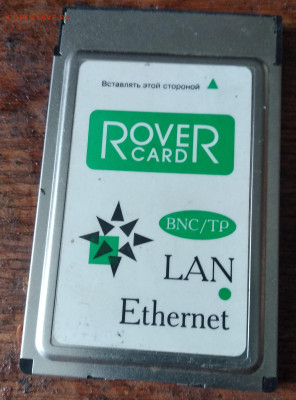 Вставлять этой стороной
ROVER
CARD
BNC/TP
LAN
Ethernet